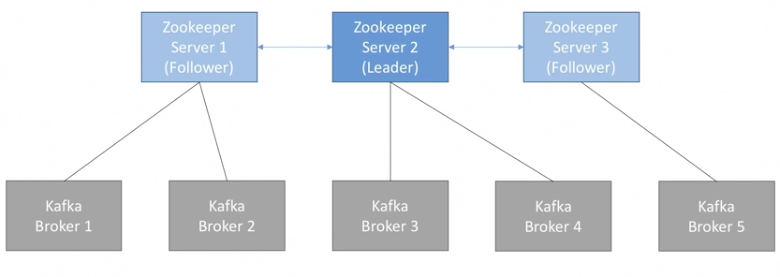 Zookeeper
Server 1
(Follower)
Zookeeper
Server 2
(Leader)
Zookeeper
Server 3
(Follower)
Kafka
Broker 1
Kafka
Broker 2
Kafka
Broker 3
Kafka
Broker 4
Kafka
Broker 5